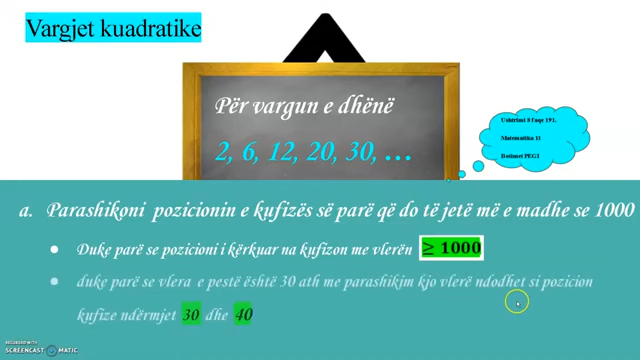 Vargjet kuadratike
Për vargun e dhënë
2, 6, 12, 20, 30, …
Ushtrimi 8 Faqe 191.
Matematika 11
Botimet PEGI
a. Parashikoni pozicionin e kufizës së parë që do të jetë më e madhe se 1000
● Duke parë se pozicioni i kërkuar na kufizon me vlerën ≥ 1000
● duke parë se vlera e pestë është 30 ath me parashikim kjo vlerë ndodhet si pozicion
kufize ndërmjet 30 dhe 40
RECORDED WITH
SCREENCAST MATIC